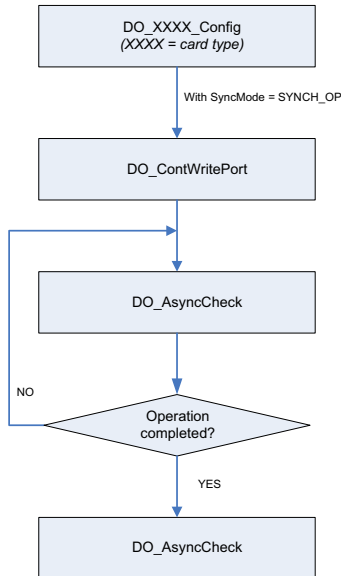 DO_XXXX_Config
(XXXX = card type)
With SyncMode = SYNCH_OP
DO_ContWritePort
DO_AsyncCheck
NO
Operation
completed?
YES
DO_AsyncCheck